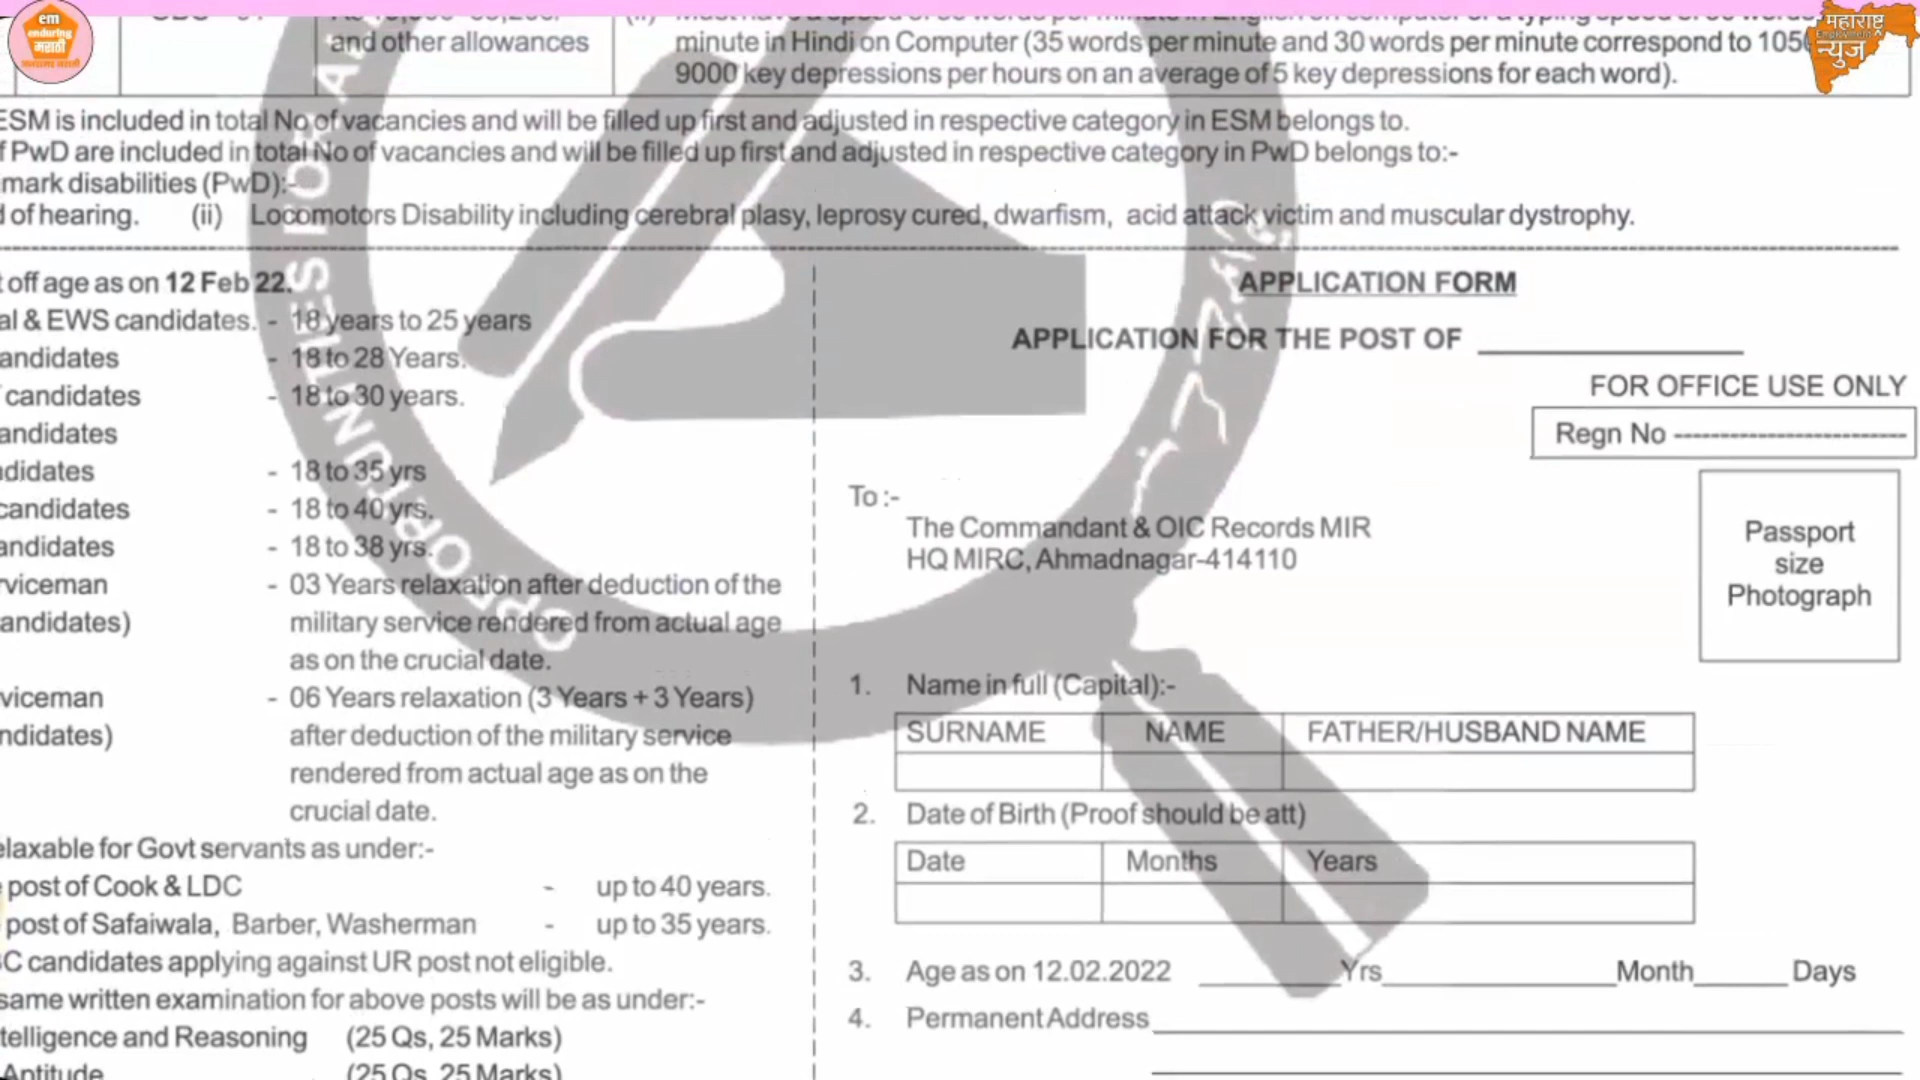 em
enduring
मराठी
and other allowances
minute in Hindi on Computer (35 words per minute and 30 words per minute correspond to 105
9000 key depressions per hours on an average of 5 key depressions for each word).
महाराष्ट्र
Employment
न्युज
ESM is included in total No of vacancies and will be filled up first and adjusted in respective category in ESM belongs to.
f PwD are included in total No of vacancies and will be filled up first and adjusted in respective category in PwD belongs to:-
mark disabilities (PwD):-
d of hearing. (ii) Locomotors Disability including cerebral plasy, leprosy cured, dwarfism, acid attack victim and muscular dystrophy.
t off age as on 12 Feb 22.
al & EWS candidates. - 18 years to 25 years
andidates - 18 to 28 Years.
candidates - 18 to 30 years.
andidates
didates - 18 to 35 yrs
candidates - 18 to 40 yrs.
andidates - 18 to 38 yrs.
rviceman - 03 Years relaxation after deduction of the
andidates) military service rendered from actual age
as on the crucial date.
viceman - 06 Years relaxation (3 Years + 3 Years)
ndidates) after deduction of the military service
rendered from actual age as on the
crucial date.
elaxable for Govt servants as under:-
post of Cook & LDC - up to 40 years.
post of Safaiwala, Barber, Washerman - up to 35 years.
C candidates applying against UR post not eligible.
same written examination for above posts will be as under:-
telligence and Reasoning (25 Qs, 25 Marks)
Aptitude (25 Qs, 25 Marks)
APPLICATION FORM
APPLICATION FOR THE POST OF
FOR OFFICE USE ONLY
Regn No
To :-
The Commandant & OIC Records MIR
HQ MIRC, Ahmadnagar-414110
Passport
size
Photograph
1. Name in full (Capital):-
SURNAME NAME FATHER/HUSBAND NAME
2. Date of Birth (Proof should be att)
Date Months Years
3. Age as on 12.02.2022 Yrs Month Days
4. Permanent Address
OPPORTUNITIES FOR A